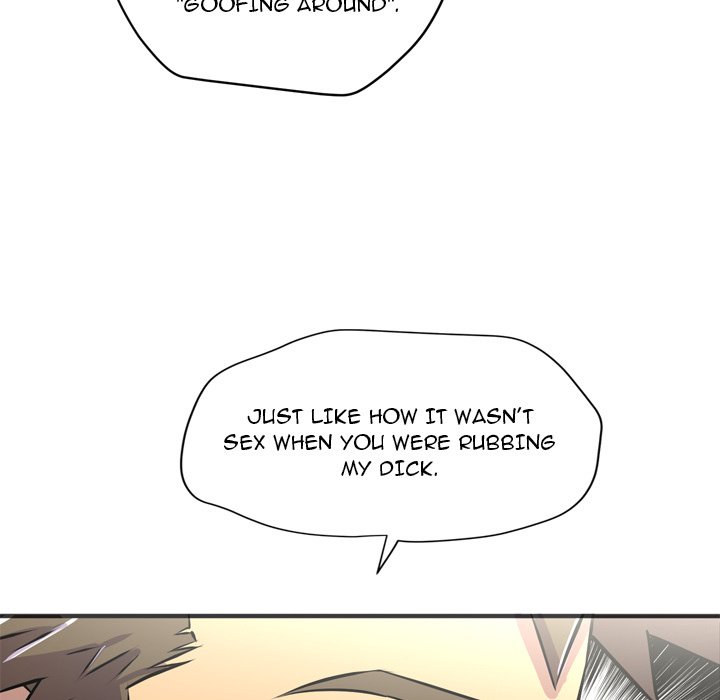 "GOOFING AROUND".
JUST LIKE HOW IT WASN'T
SEX WHEN YOU WERE RUBBING
MY DICK.